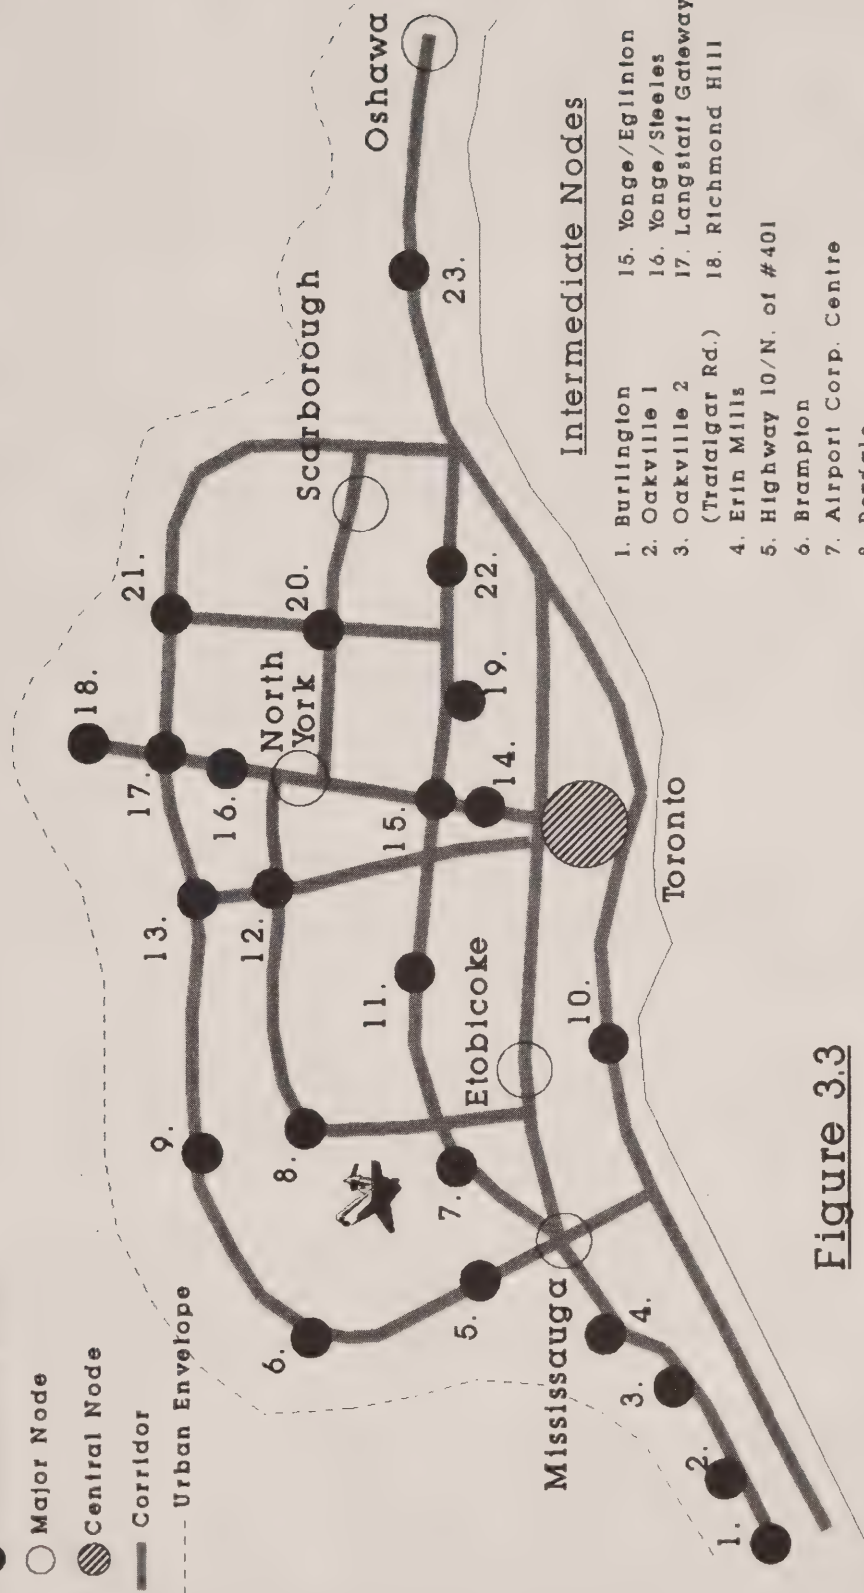 Major Node
Central Node
Corridor
Urban Envelope
18.
17.
21.
13.
16.
North
York
20.
Scarborough
Oshawa
9.
12.
8.
11.
15.
14.
19.
22.
23.
6.
5.
7.
Etobicoke
10.
Toronto
Mississauga
4.
3.
2.
1.
Intermediate Nodes
1. Burlington
2. Oakville 1
3. Oakville 2
(Trafalgar Rd.)
4. Erin Mills
5. Highway 10/N. of #401
6. Brampton
7. Airport Corp. Centre
15. Yonge/Eglinton
16. Yonge/Steeles
17. Langstaff Gateway
18. Richmond Hill
Figure 3.3